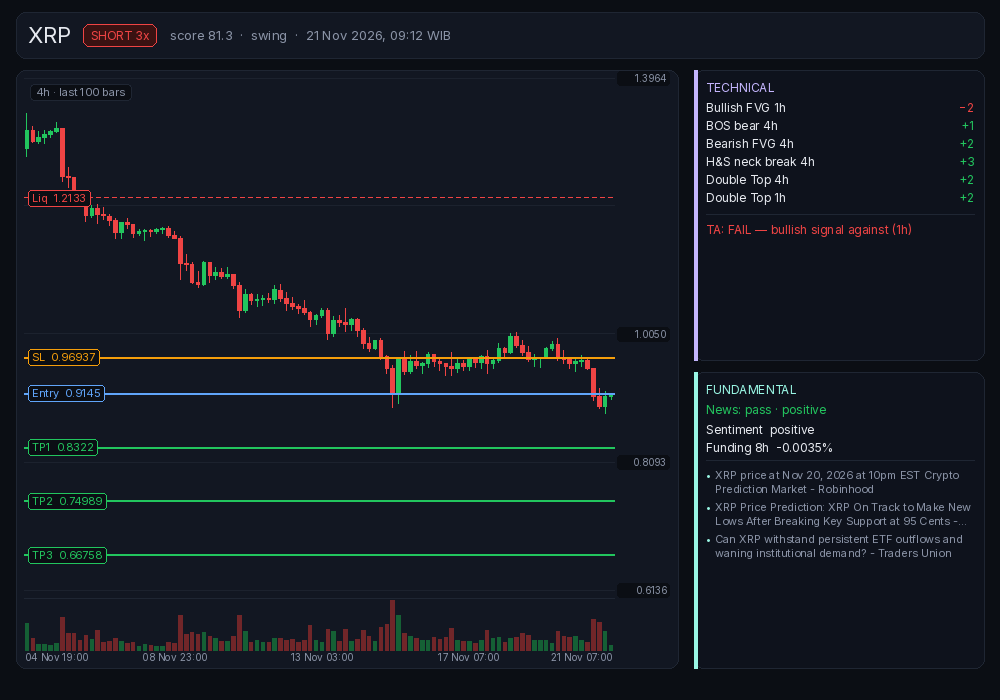 XRP SHORT 3x score 81.3 · swing · 21 Nov 2026, 09:12 WIB
4h · last 100 bars
1.3964
Liq 1.2133
1.0050
SL 0.96937
Entry 0.9145
TP1 0.8322
0.8093
TP2 0.74989
TP3 0.66758
0.6136
04 Nov 19:00 08 Nov 23:00 13 Nov 03:00 17 Nov 07:00 21 Nov 07:00
TECHNICAL
Bullish FVG 1h −2
BOS bear 4h +1
Bearish FVG 4h +2
H&S neck break 4h +3
Double Top 4h +2
Double Top 1h +2
TA: FAIL — bullish signal against (1h)
FUNDAMENTAL
News: pass · positive
Sentiment positive
Funding 8h -0.0035%
• XRP price at Nov 20, 2026 at 10pm EST Crypto
Prediction Market - Robinhood
• XRP Price Prediction: XRP On Track to Make New
Lows After Breaking Key Support at 95 Cents -...
• Can XRP withstand persistent ETF outflows and
waning institutional demand? - Traders Union